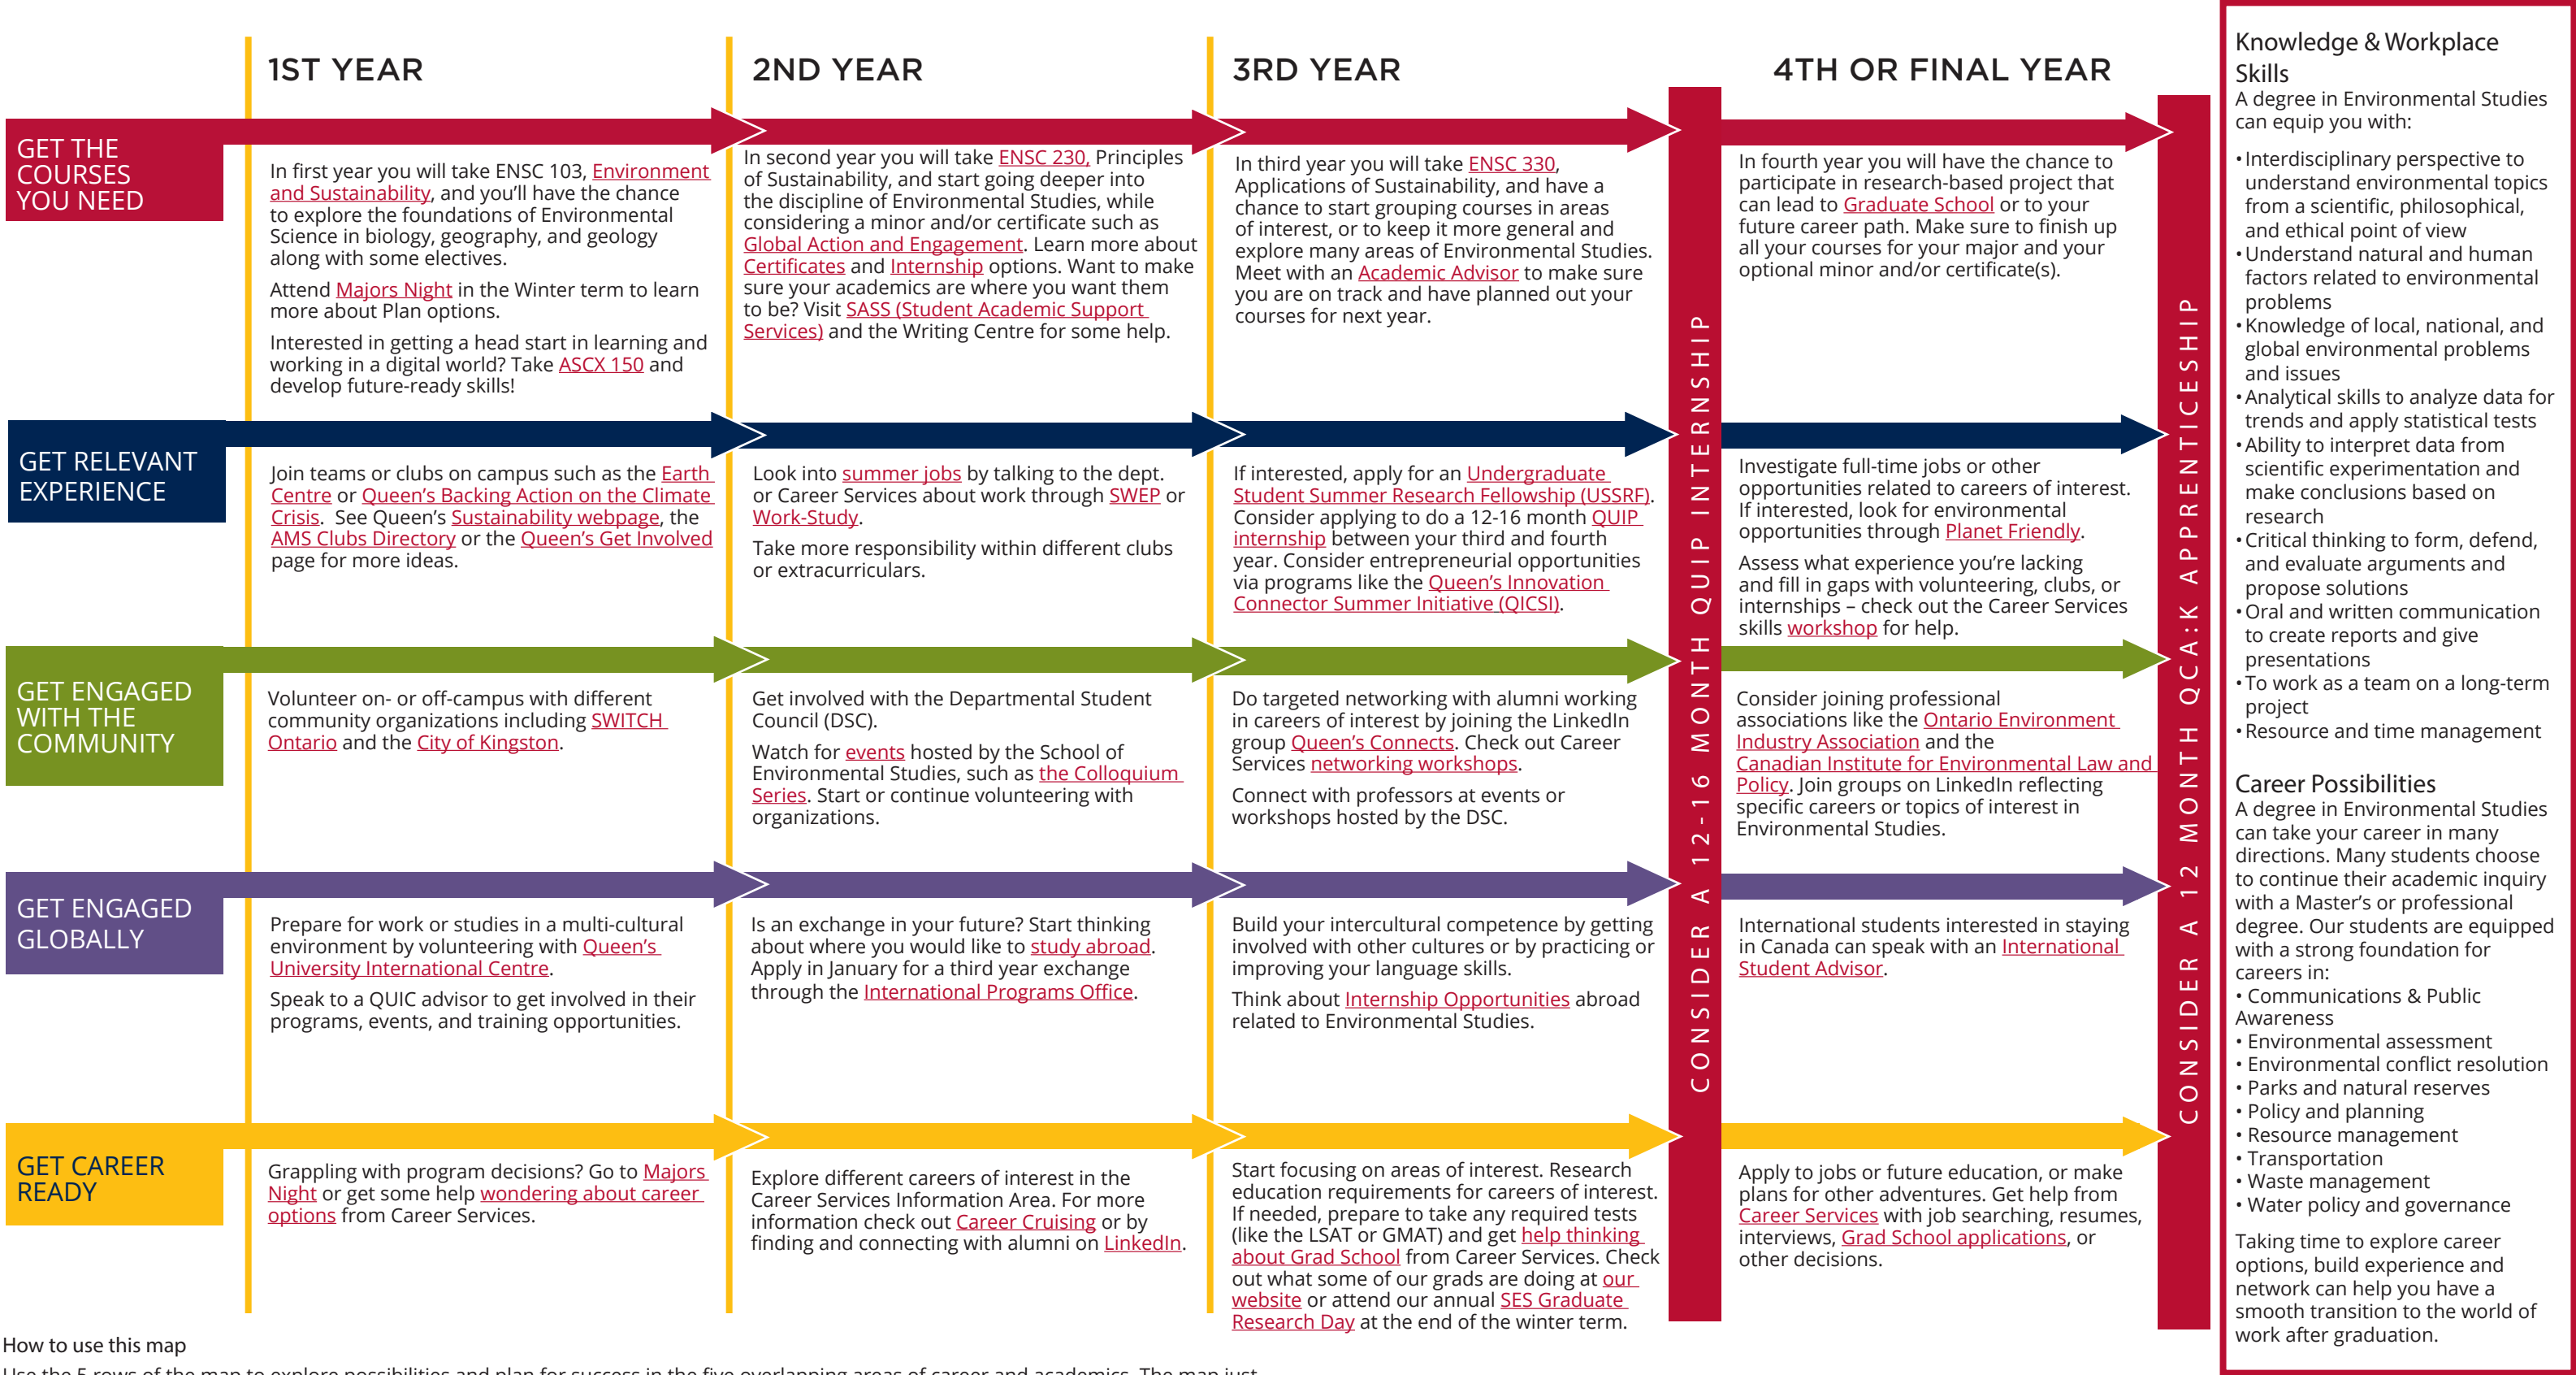 1ST YEAR
2ND YEAR
3RD YEAR
4TH OR FINAL YEAR
GET THE
COURSES
YOU NEED
In first year you will take ENSC 103, Environment
and Sustainability, and you’ll have the chance
to explore the foundations of Environmental
Science in biology, geography, and geology
along with some electives.
Attend Majors Night in the Winter term to learn
more about Plan options.
Interested in getting a head start in learning and
working in a digital world? Take ASCX 150 and
develop future-ready skills!
In second year you will take ENSC 230, Principles
of Sustainability, and start going deeper into
the discipline of Environmental Studies, while
considering a minor and/or certificate such as
Global Action and Engagement. Learn more about
Certificates and Internship options. Want to make
sure your academics are where you want them
to be? Visit SASS (Student Academic Support
Services) and the Writing Centre for some help.
In third year you will take ENSC 330,
Applications of Sustainability, and have a
chance to start grouping courses in areas
of interest, or to keep it more general and
explore many areas of Environmental Studies.
Meet with an Academic Advisor to make sure
you are on track and have planned out your
courses for next year.
In fourth year you will have the chance to
participate in research-based project that
can lead to Graduate School or to your
future career path. Make sure to finish up
all your courses for your major and your
optional minor and/or certificate(s).
GET RELEVANT
EXPERIENCE
Join teams or clubs on campus such as the Earth
Centre or Queen’s Backing Action on the Climate
Crisis. See Queen’s Sustainability webpage, the
AMS Clubs Directory or the Queen’s Get Involved
page for more ideas.
Look into summer jobs by talking to the dept.
or Career Services about work through SWEP or
Work-Study.
Take more responsibility within different clubs
or extracurriculars.
If interested, apply for an Undergraduate
Student Summer Research Fellowship (USSRF).
Consider applying to do a 12-16 month QUIP
internship between your third and fourth
year. Consider entrepreneurial opportunities
via programs like the Queen’s Innovation
Connector Summer Initiative (QICSI).
Investigate full-time jobs or other
opportunities related to careers of interest.
If interested, look for environmental
opportunities through Planet Friendly.
Assess what experience you’re lacking
and fill in gaps with volunteering, clubs, or
internships – check out the Career Services
skills workshop for help.
GET ENGAGED
WITH THE
COMMUNITY
Volunteer on- or off-campus with different
community organizations including SWITCH
Ontario and the City of Kingston.
Get involved with the Departmental Student
Council (DSC).
Watch for events hosted by the School of
Environmental Studies, such as the Colloquium
Series. Start or continue volunteering with
organizations.
Do targeted networking with alumni working
in careers of interest by joining the LinkedIn
group Queen’s Connects. Check out Career
Services networking workshops.
Connect with professors at events or
workshops hosted by the DSC.
Consider joining professional
associations like the Ontario Environment
Industry Association and the
Canadian Institute for Environmental Law and
Policy. Join groups on LinkedIn reflecting
specific careers or topics of interest in
Environmental Studies.
GET ENGAGED
GLOBALLY
Prepare for work or studies in a multi-cultural
environment by volunteering with Queen’s
University International Centre.
Speak to a QUIC advisor to get involved in their
programs, events, and training opportunities.
Is an exchange in your future? Start thinking
about where you would like to study abroad.
Apply in January for a third year exchange
through the International Programs Office.
Build your intercultural competence by getting
involved with other cultures or by practicing or
improving your language skills.
Think about Internship Opportunities abroad
related to Environmental Studies.
International students interested in staying
in Canada can speak with an International
Student Advisor.
GET CAREER
READY
Grappling with program decisions? Go to Majors
Night or get some help wondering about career
options from Career Services.
Explore different careers of interest in the
Career Services Information Area. For more
information check out Career Cruising or by
finding and connecting with alumni on LinkedIn.
Start focusing on areas of interest. Research
education requirements for careers of interest.
If needed, prepare to take any required tests
(like the LSAT or GMAT) and get help thinking
about Grad School from Career Services. Check
out what some of our grads are doing at our
website or attend our annual SES Graduate
Research Day at the end of the winter term.
Apply to jobs or future education, or make
plans for other adventures. Get help from
Career Services with job searching, resumes,
interviews, Grad School applications, or
other decisions.
CONSIDER A 12-16 MONTH QUIP INTERNSHIP
CONSIDER A 12 MONTH QCA:K APPRENTICESHIP
Knowledge & Workplace
Skills
A degree in Environmental Studies
can equip you with:
• Interdisciplinary perspective to
understand environmental topics
from a scientific, philosophical,
and ethical point of view
• Understand natural and human
factors related to environmental
problems
• Knowledge of local, national, and
global environmental problems
and issues
• Analytical skills to analyze data for
trends and apply statistical tests
• Ability to interpret data from
scientific experimentation and
make conclusions based on
research
• Critical thinking to form, defend,
and evaluate arguments and
propose solutions
• Oral and written communication
to create reports and give
presentations
• To work as a team on a long-term
project
• Resource and time management
Career Possibilities
A degree in Environmental Studies
can take your career in many
directions. Many students choose
to continue their academic inquiry
with a Master’s or professional
degree. Our students are equipped
with a strong foundation for
careers in:
• Communications & Public
Awareness
• Environmental assessment
• Environmental conflict resolution
• Parks and natural reserves
• Policy and planning
• Resource management
• Transportation
• Waste management
• Water policy and governance
Taking time to explore career
options, build experience and
network can help you have a
smooth transition to the world of
work after graduation.
How to use this map
Use the 5 rows of the map to explore possibilities and plan for success in the five overlapping areas of career and academics. The map just